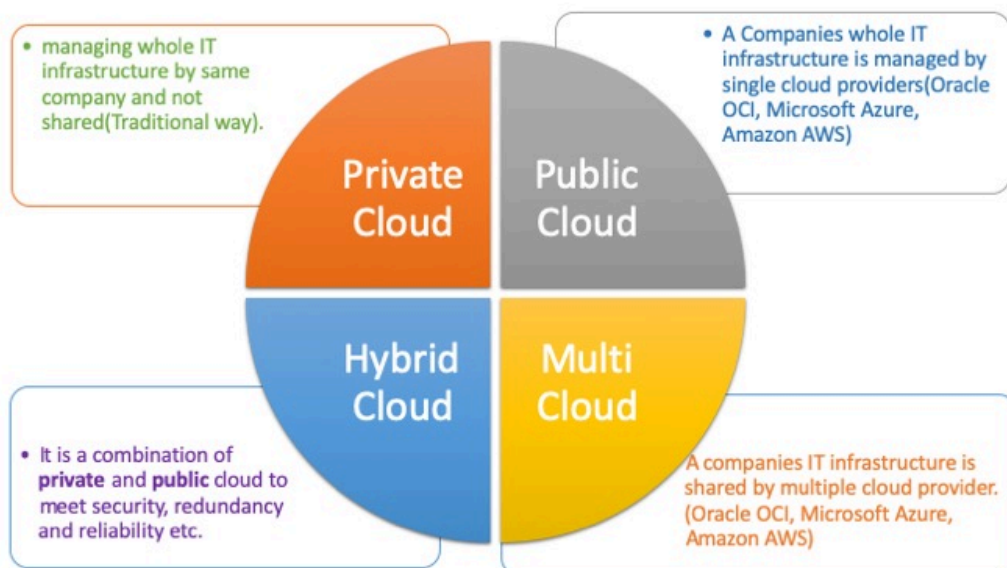 • managing whole IT
infrastructure by same
company and not
shared(Traditional way).
Private
Cloud
Public
Cloud
• A Companies whole IT
infrastructure is managed by
single cloud providers(Oracle
OCI, Microsoft Azure,
Amazon AWS)
Hybrid
Cloud
Multi
Cloud
• It is a combination of
private and public cloud to
meet security, redundancy
and reliability etc.
A companies IT infrastructure is
shared by multiple cloud provider.
(Oracle OCI, Microsoft Azure,
Amazon AWS)